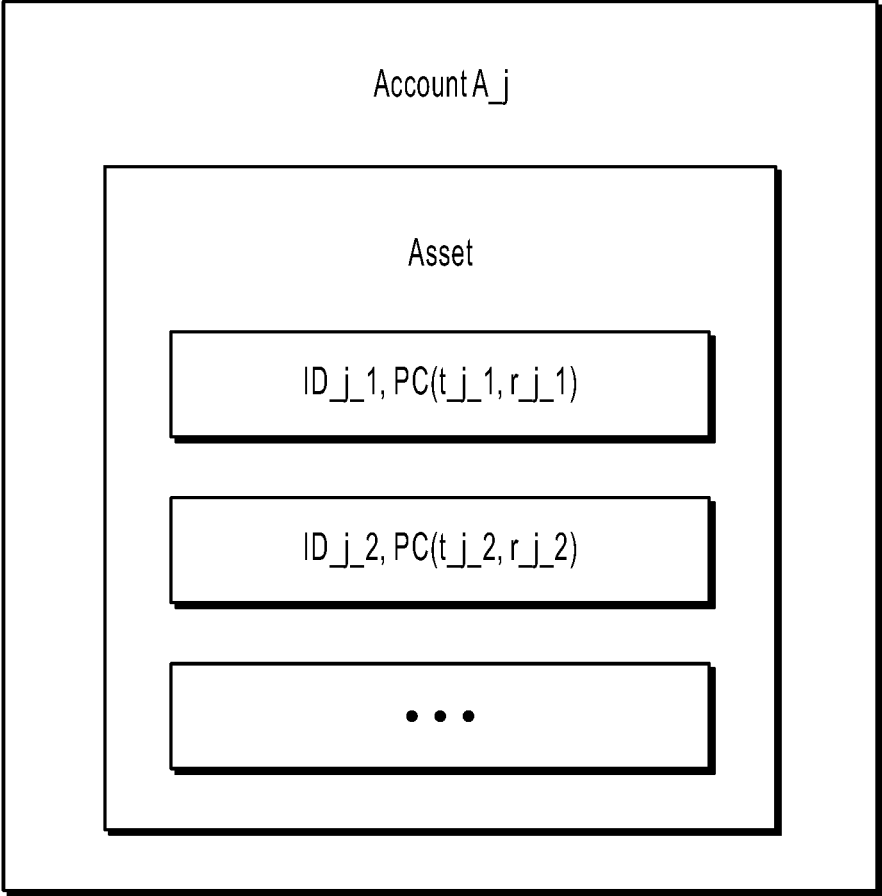 Account A_j
Asset
ID_j_1, PC(t_j_1, r_j_1)
ID_j_2, PC(t_j_2, r_j_2)
• • •